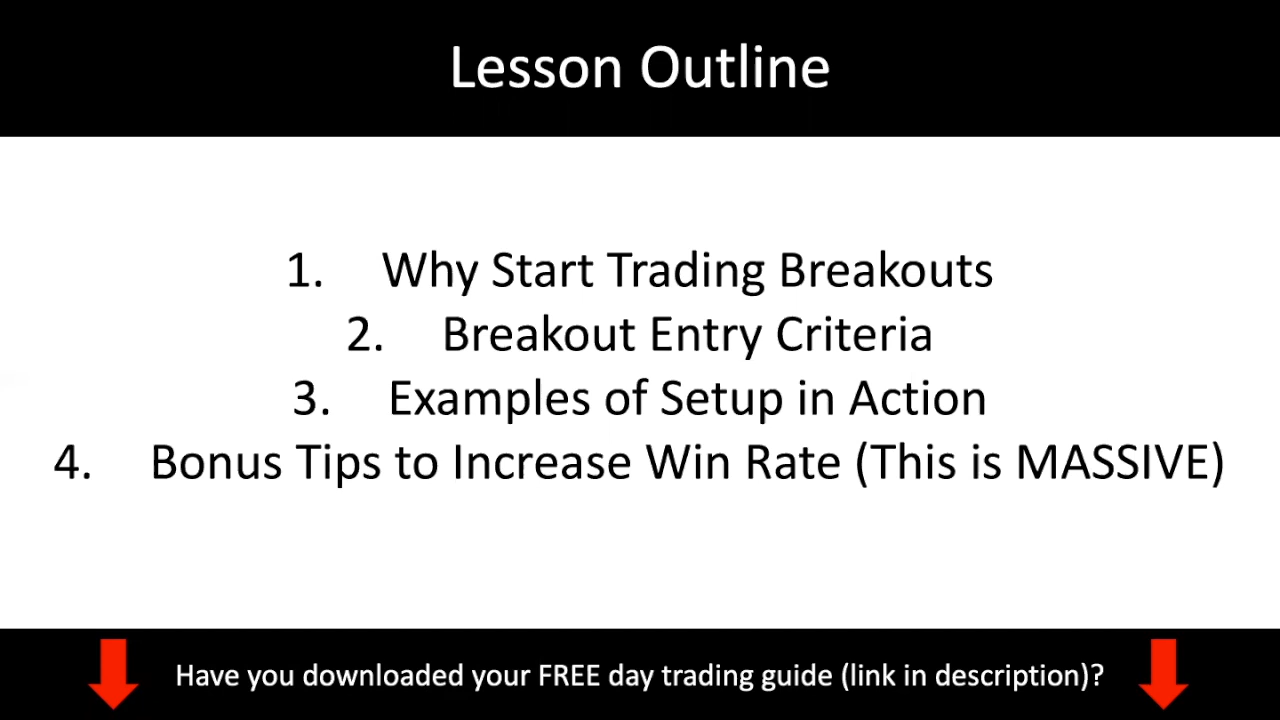 Lesson Outline
1. Why Start Trading Breakouts
2. Breakout Entry Criteria
3. Examples of Setup in Action
4. Bonus Tips to Increase Win Rate (This is MASSIVE)
Have you downloaded your FREE day trading guide (link in description)?